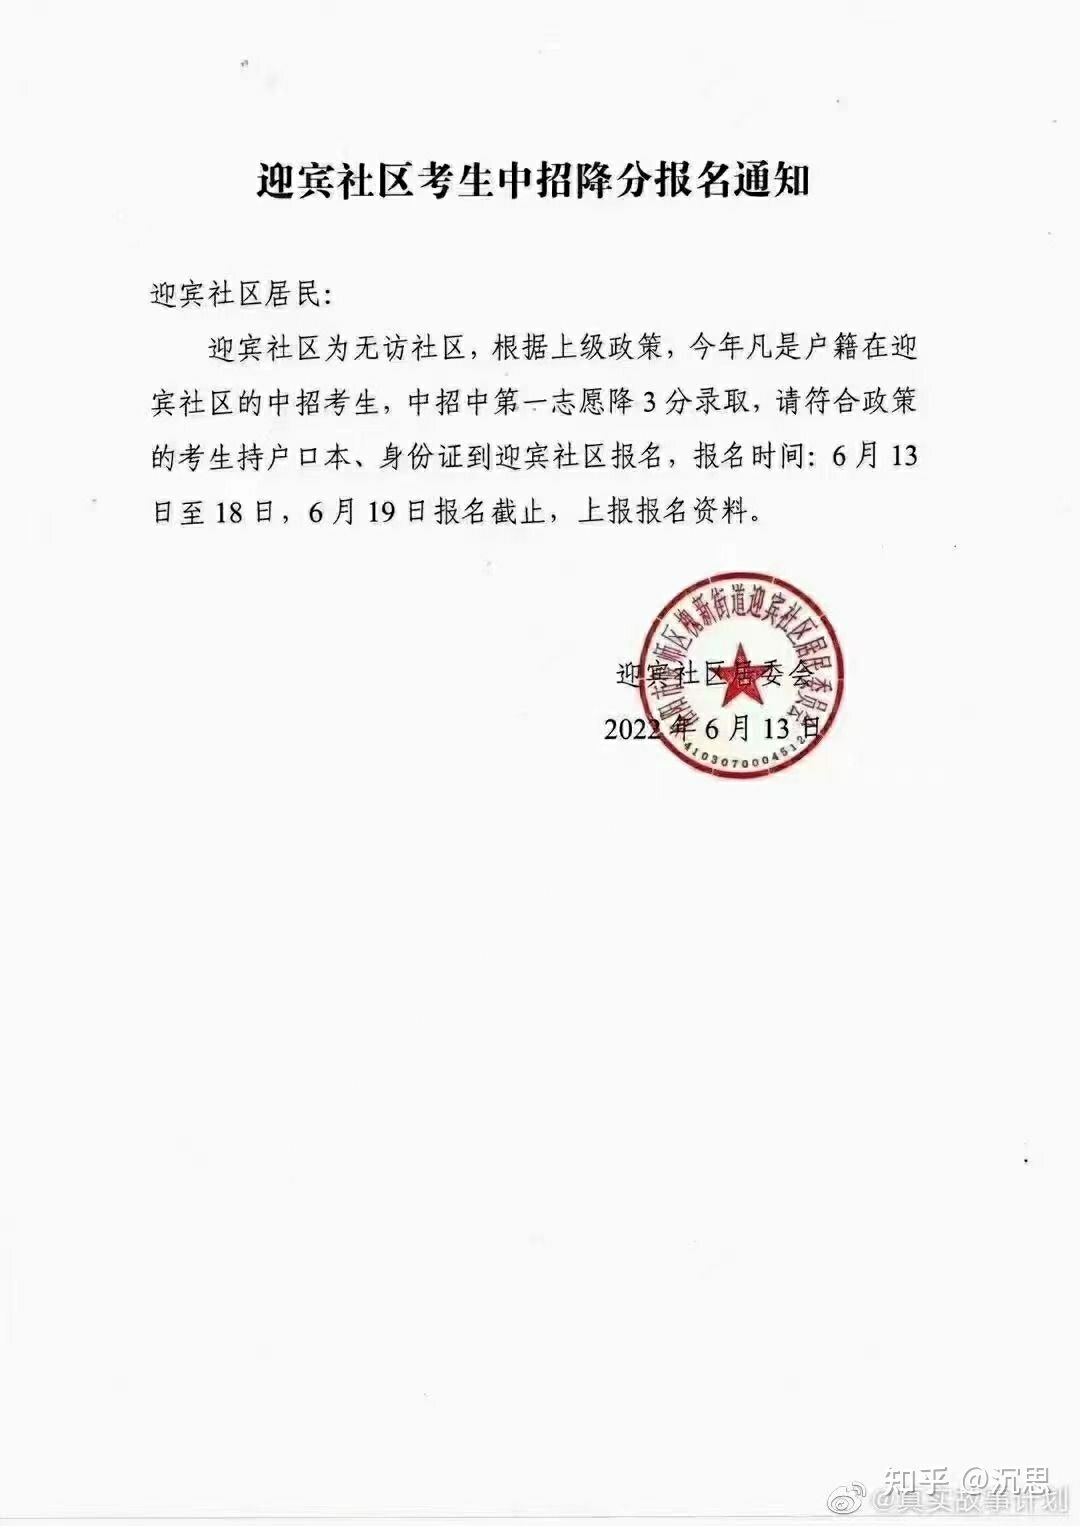 迎宾社区考生中招降分报名通知
迎宾社区居民：
迎宾社区为无访社区，根据上级政策，今年凡是户籍在迎
宾社区的中招考生，中招中第一志愿降3分录取，请符合政策
的考生持户口本、身份证到迎宾社区报名，报名时间：6月13
日至18日，6月19日报名截止，上报报名资料。
洛阳市偃师区槐新街道迎宾社区居民委员会
迎宾社区居委会
2022年6月13日
4103070004512
知乎 @沉思
@真实故事计划